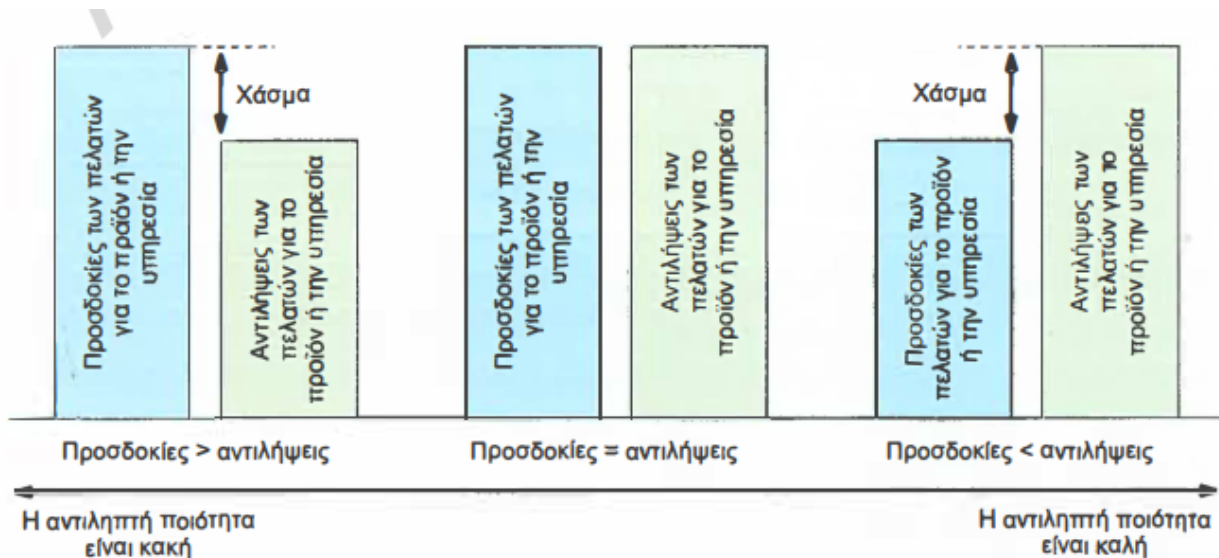 Προσδοκίες των πελατών
για το προϊόν ή την
υπηρεσία
Χάσμα
Αντιλήψεις των
πελατών για το
προϊόν ή την υπηρεσία
Προσδοκίες > αντιλήψεις
Προσδοκίες των πελατών
για το προϊόν ή την
υπηρεσία
Αντιλήψεις των
πελατών για το
προϊόν ή την υπηρεσία
Προσδοκίες = αντιλήψεις
Προσδοκίες των
πελατών για το προϊόν
ή την υπηρεσία
Χάσμα
Αντιλήψεις των
πελατών για το
προϊόν ή την υπηρεσία
Προσδοκίες < αντιλήψεις
Η αντιληπτή ποιότητα
είναι κακή
Η αντιληπτή ποιότητα
είναι καλή